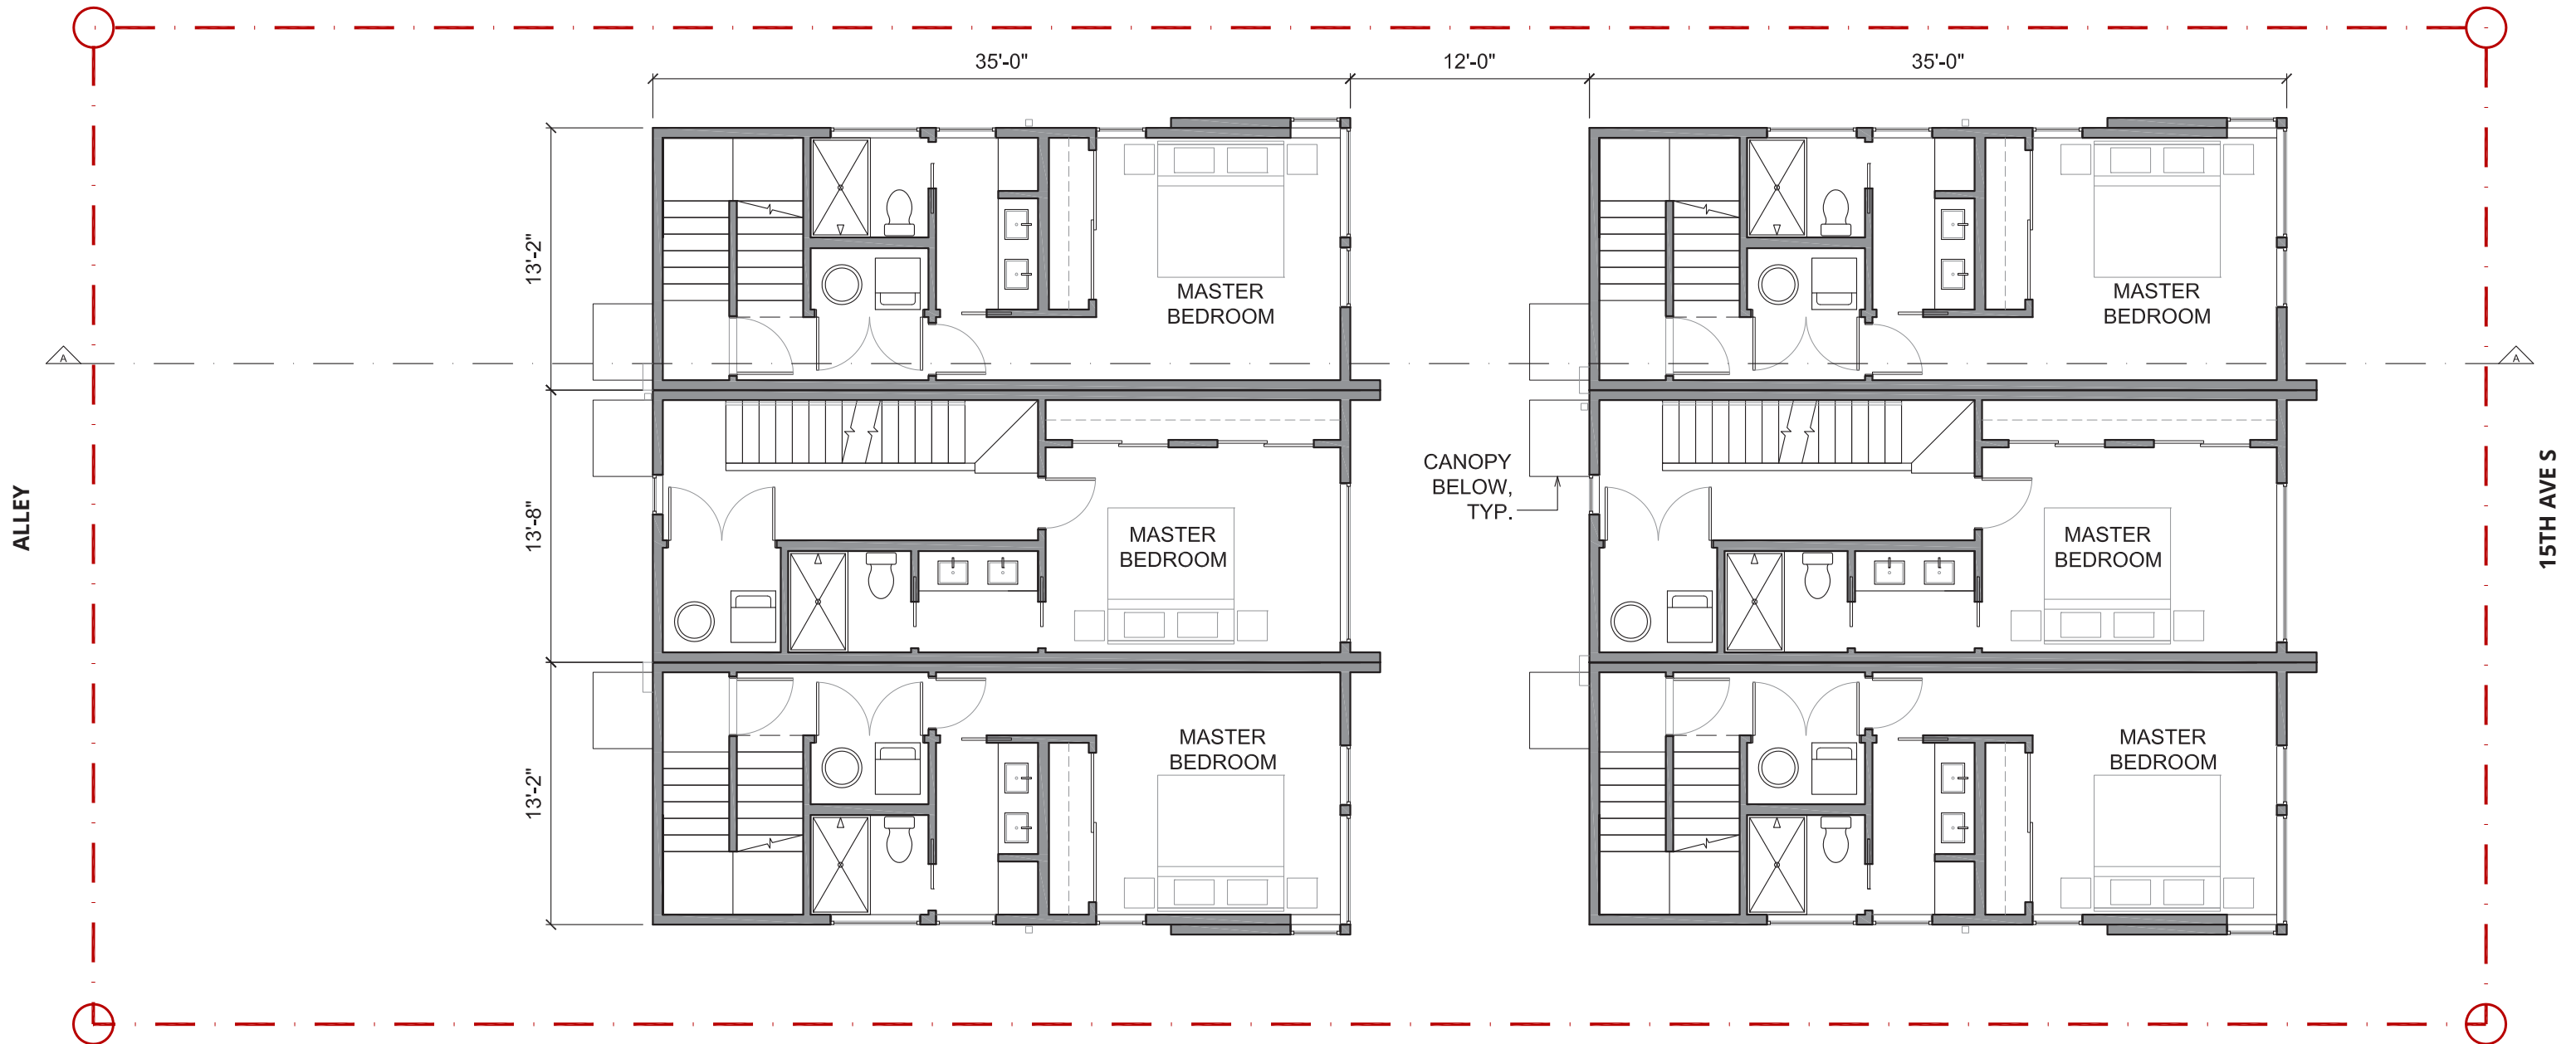 35'-0"
12'-0"
35'-0"
13'-2"
MASTER
BEDROOM
MASTER
BEDROOM
A
A
ALLEY
13'-8"
MASTER
BEDROOM
CANOPY
BELOW,
TYP.
MASTER
BEDROOM
15TH AVE S
13'-2"
MASTER
BEDROOM
MASTER
BEDROOM